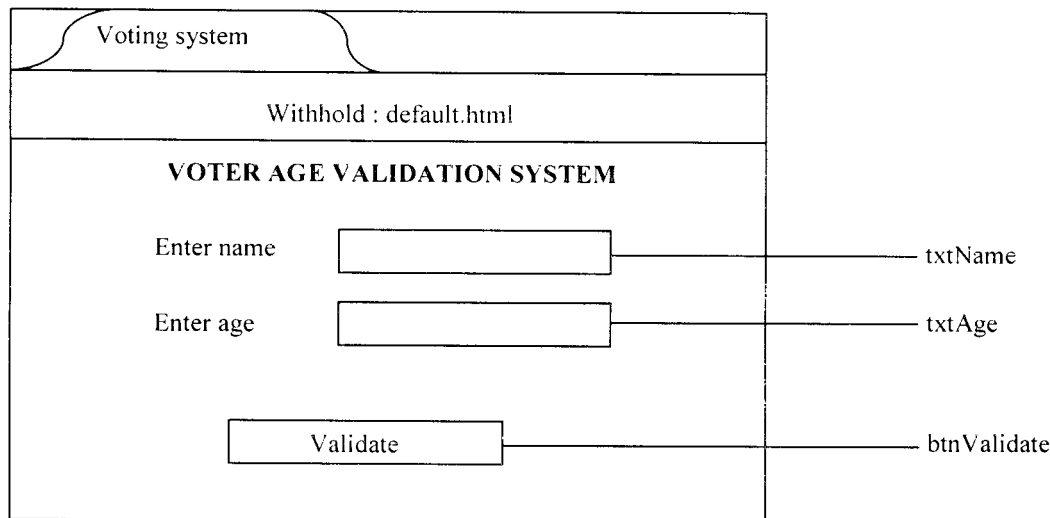 Voting system
Withhold : default.html
VOTER AGE VALIDATION SYSTEM
Enter name
txtName
Enter age
txtAge
Validate
btnValidate